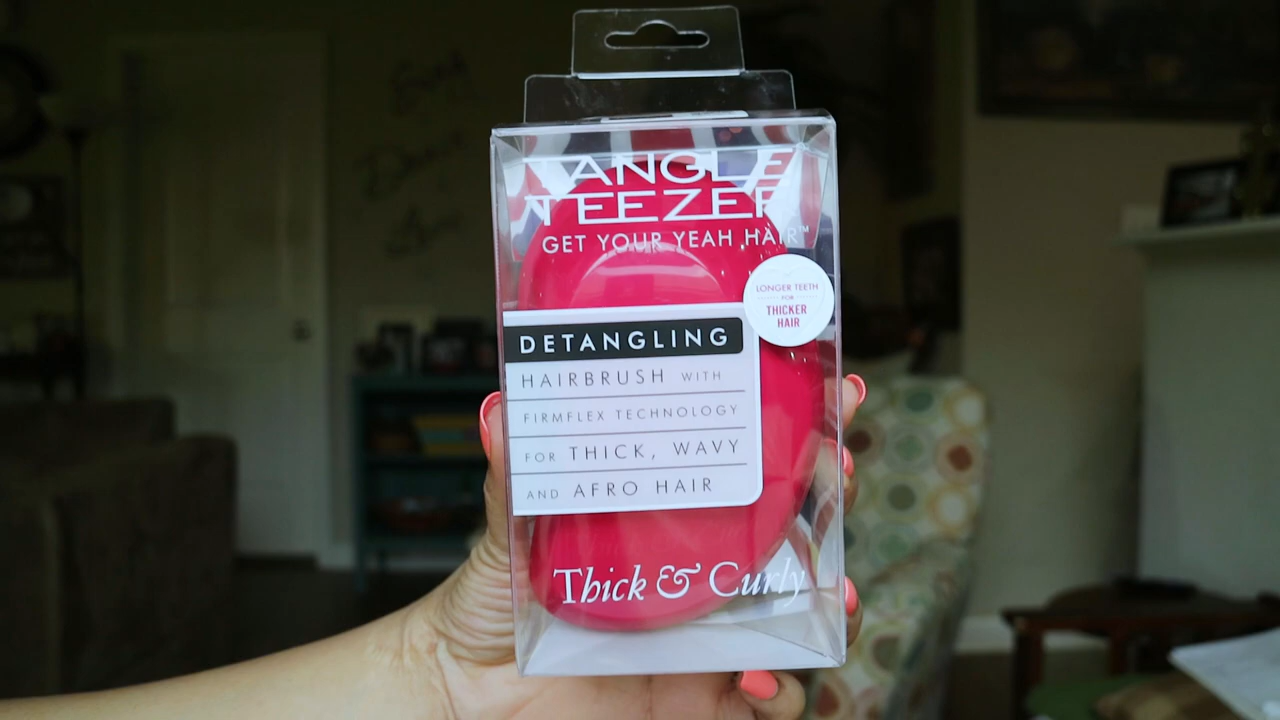 TANGLE
TEEZER
GET YOUR YEAH HAIR™
LONGER TEETH
FOR
THICKER
HAIR
DETANGLING
HAIRBRUSH WITH
FIRMFLEX TECHNOLOGY
FOR THICK, WAVY
AND AFRO HAIR
Thick & Curly